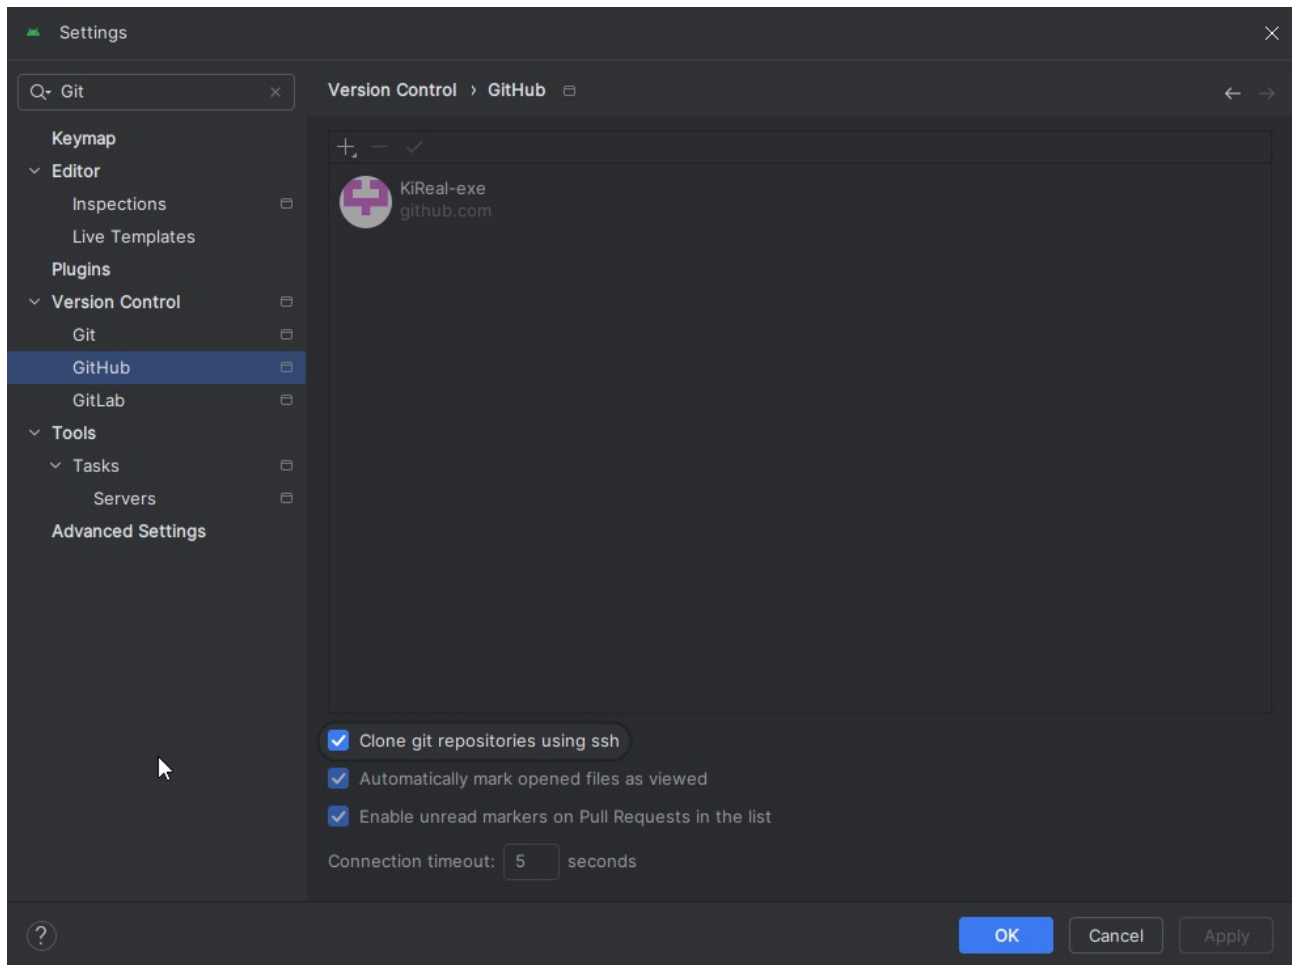 Settings
Git
Keymap
Editor
Inspections
Live Templates
Plugins
Version Control
Git
GitHub
GitLab
Tools
Tasks
Servers
Advanced Settings
Version Control › GitHub
KiReal-exe
github.com
Clone git repositories using ssh
Automatically mark opened files as viewed
Enable unread markers on Pull Requests in the list
Connection timeout: 5 seconds
? OK Cancel Apply